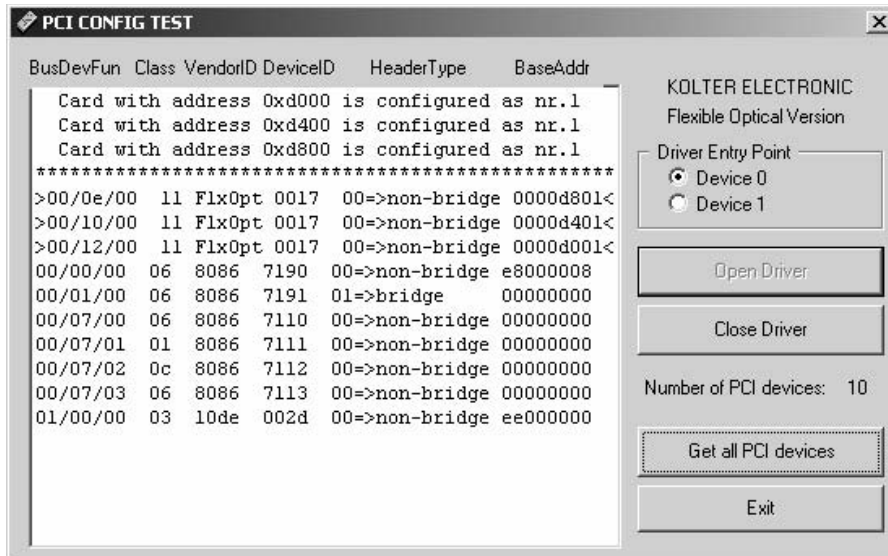 PCI CONFIG TEST
BusDevFun Class VendorID DeviceID HeaderType BaseAddr
Card with address 0xd000 is configured as nr.1
Card with address 0xd400 is configured as nr.1
Card with address 0xd800 is configured as nr.1
***************************************************
>00/0e/00 11 FlxOpt 0017 00=>non-bridge 0000d801<
>00/10/00 11 FlxOpt 0017 00=>non-bridge 0000d401<
>00/12/00 11 FlxOpt 0017 00=>non-bridge 0000d001<
00/00/00 06 8086 7190 00=>non-bridge e8000008
00/01/00 06 8086 7191 01=>bridge 00000000
00/07/00 06 8086 7110 00=>non-bridge 00000000
00/07/01 01 8086 7111 00=>non-bridge 00000000
00/07/02 0c 8086 7112 00=>non-bridge 00000000
00/07/03 06 8086 7113 00=>non-bridge 00000000
01/00/00 03 10de 002d 00=>non-bridge ee000000
KOLTER ELECTRONIC
Flexible Optical Version
Driver Entry Point
Device 0
Device 1
Open Driver
Close Driver
Number of PCI devices: 10
Get all PCI devices
Exit